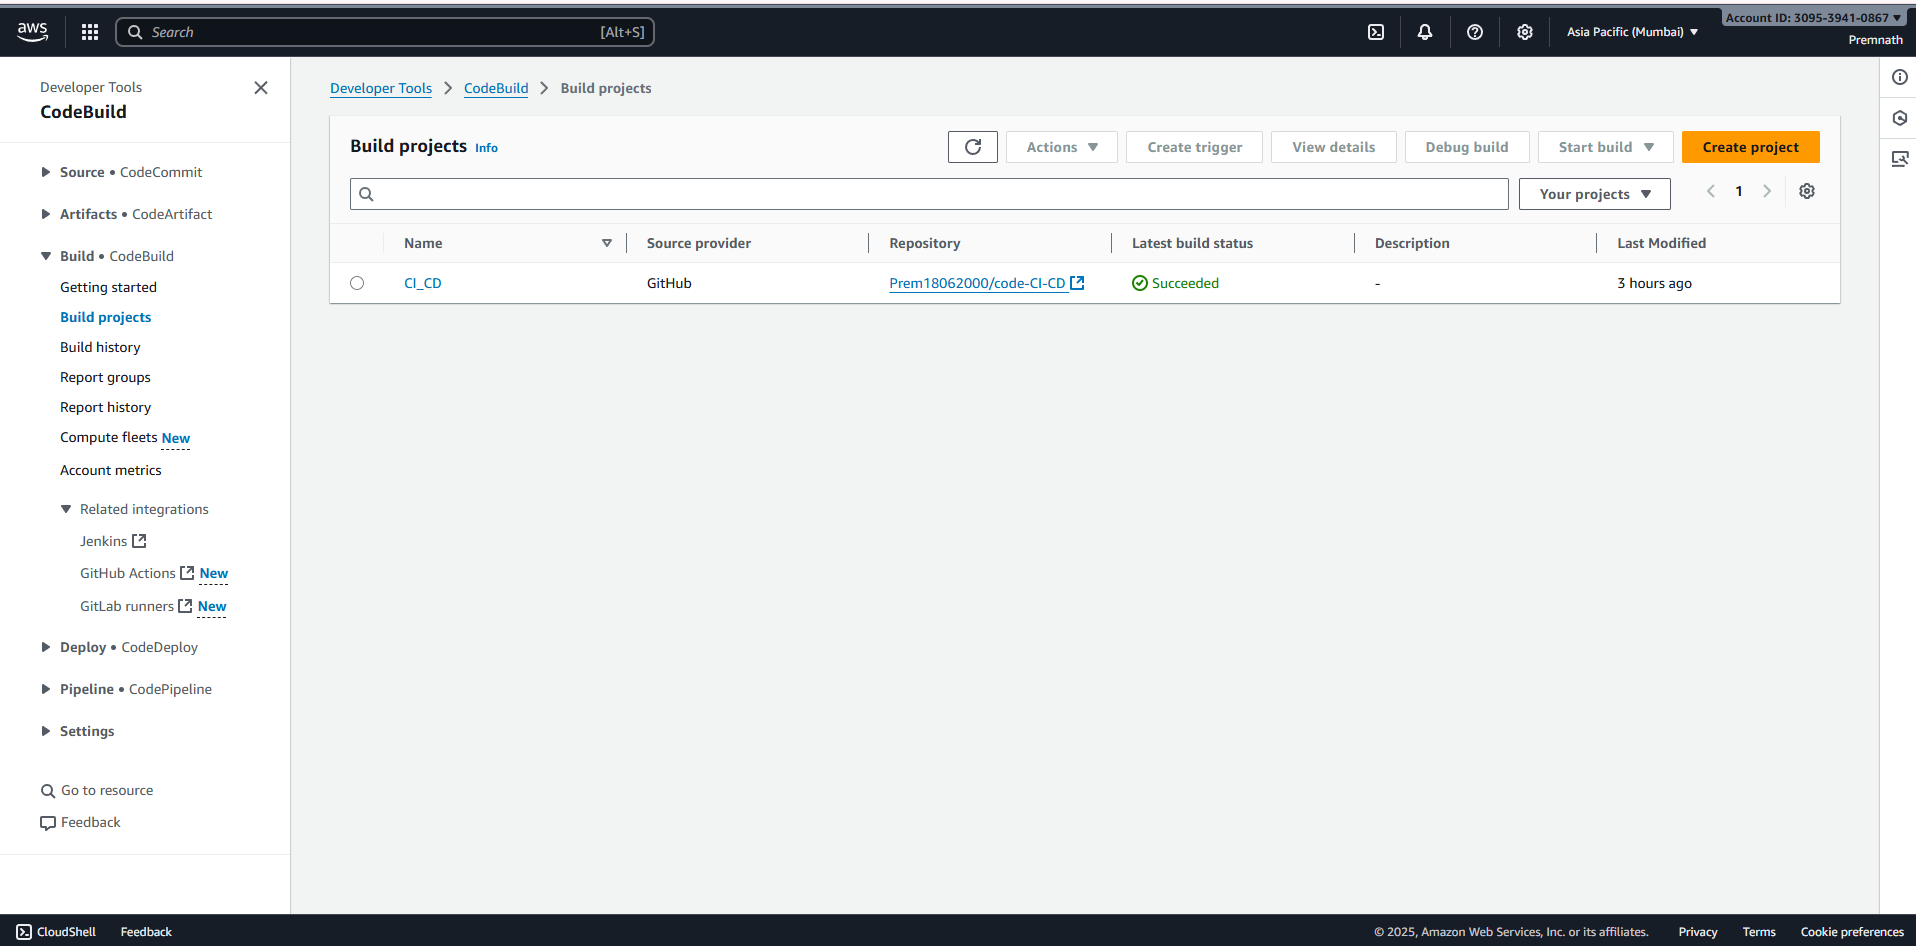 aws
Search [Alt+S]
Asia Pacific (Mumbai)
Account ID: 3095-3941-0867
Premnath
Developer Tools
CodeBuild
Source • CodeCommit
Artifacts • CodeArtifact
Build • CodeBuild
Getting started
Build projects
Build history
Report groups
Report history
Compute fleets New
Account metrics
Related integrations
Jenkins
GitHub Actions New
GitLab runners New
Deploy • CodeDeploy
Pipeline • CodePipeline
Settings
Go to resource
Feedback
Developer Tools CodeBuild Build projects
Build projects Info
Actions Create trigger View details Debug build Start build Create project
Your projects 1
Name Source provider Repository Latest build status Description Last Modified
CI_CD GitHub Prem18062000/code-CI-CD Succeeded - 3 hours ago
CloudShell Feedback © 2025, Amazon Web Services, Inc. or its affiliates. Privacy Terms Cookie preferences